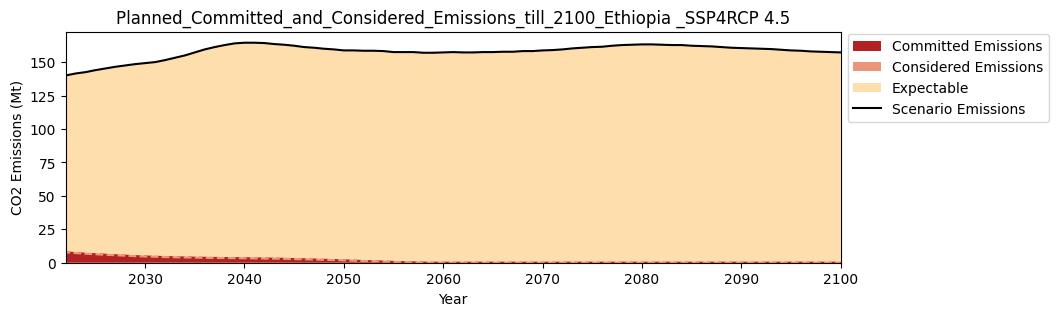 Planned_Committed_and_Considered_Emissions_till_2100_Ethiopia _SSP4RCP 4.5
CO2 Emissions (Mt)
150
125
100
75
50
25
0
2030 2040 2050 2060 2070 2080 2090 2100
Year
Committed Emissions
Considered Emissions
Expectable
Scenario Emissions